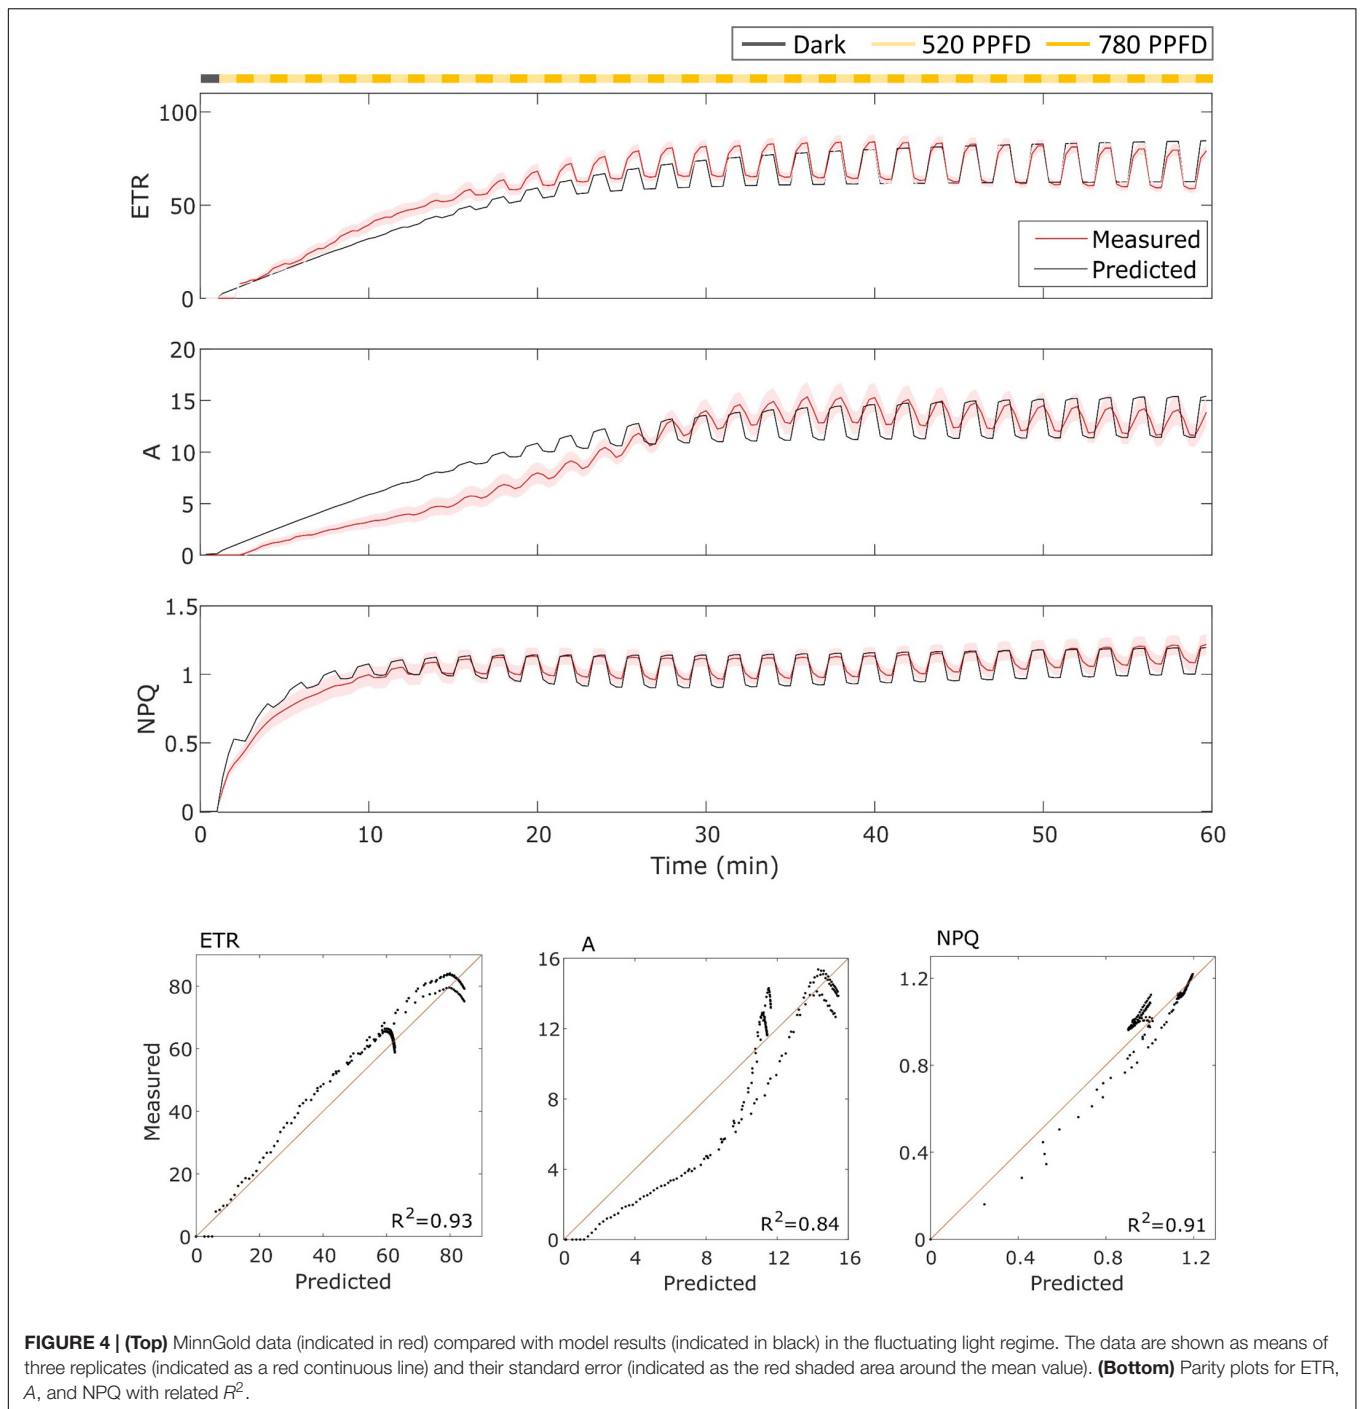 Dark 520 PPFD 780 PPFD
100
50
0
ETR
Measured
Predicted
20
15
10
5
0
A
1.5
1
0.5
0
NPQ
0 10 20 30 40 50 60
Time (min)
ETR
80
60
40
20
0
Measured
R²=0.93
0 20 40 60 80
Predicted
A
16
12
8
4
0
R²=0.84
0 4 8 12 16
Predicted
NPQ
1.2
0.8
0.4
0
R²=0.91
0 0.4 0.8 1.2
Predicted
FIGURE 4 | (Top) MinnGold data (indicated in red) compared with model results (indicated in black) in the fluctuating light regime. The data are shown as means of
three replicates (indicated as a red continuous line) and their standard error (indicated as the red shaded area around the mean value). (Bottom) Parity plots for ETR,
A, and NPQ with related R².